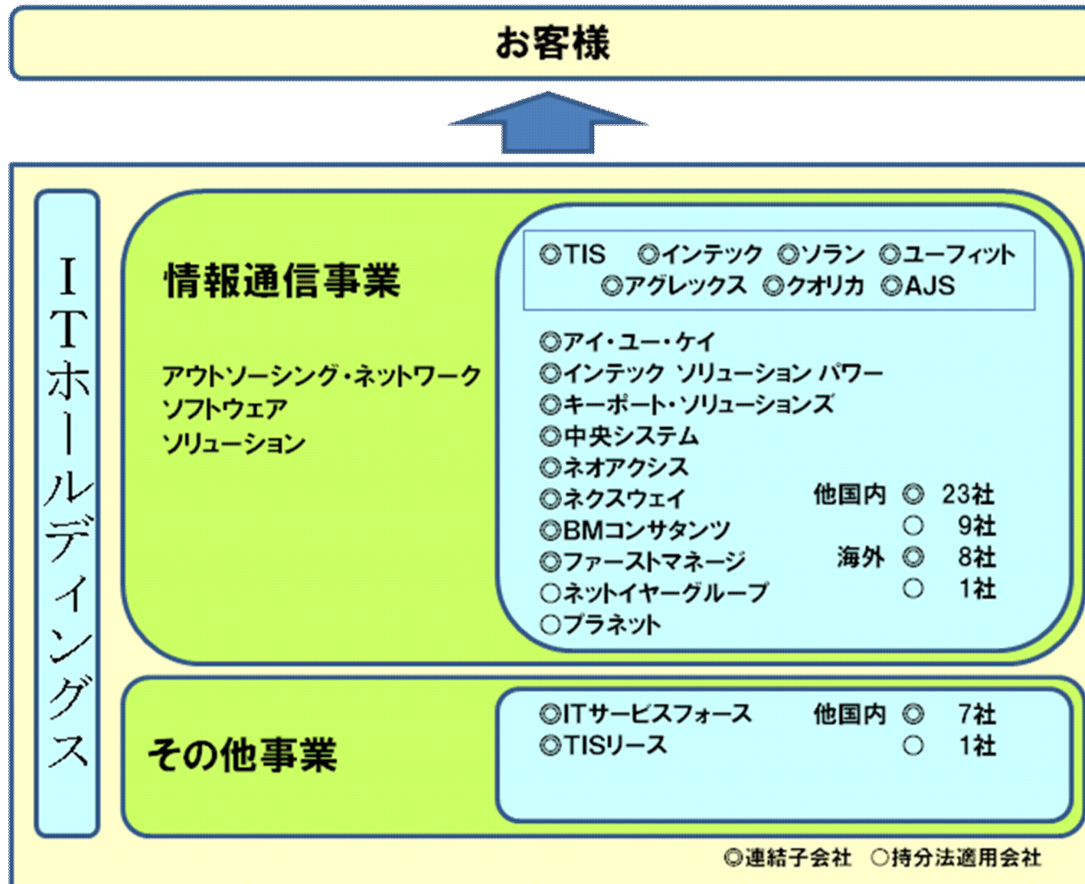 お客様
ITホールディングス
情報通信事業
アウトソーシング・ネットワーク
ソフトウェア
ソリューション
◎TIS ◎インテック ◎ソラン ◎ユーフィット
◎アグレックス ◎クオリカ ◎AJS
◎アイ・ユー・ケイ
◎インテック ソリューション パワー
◎キーポート・ソリューションズ
◎中央システム
◎ネオアクシス
◎ネクスウェイ 他国内 ◎ 23社
◎BMコンサタンツ ○ 9社
◎ファーストマネージ 海外 ◎ 8社
○ネットイヤーグループ ○ 1社
○プラネット
その他事業
◎ITサービスフォース 他国内 ◎ 7社
◎TISリース ○ 1社
◎連結子会社 ○持分法適用会社